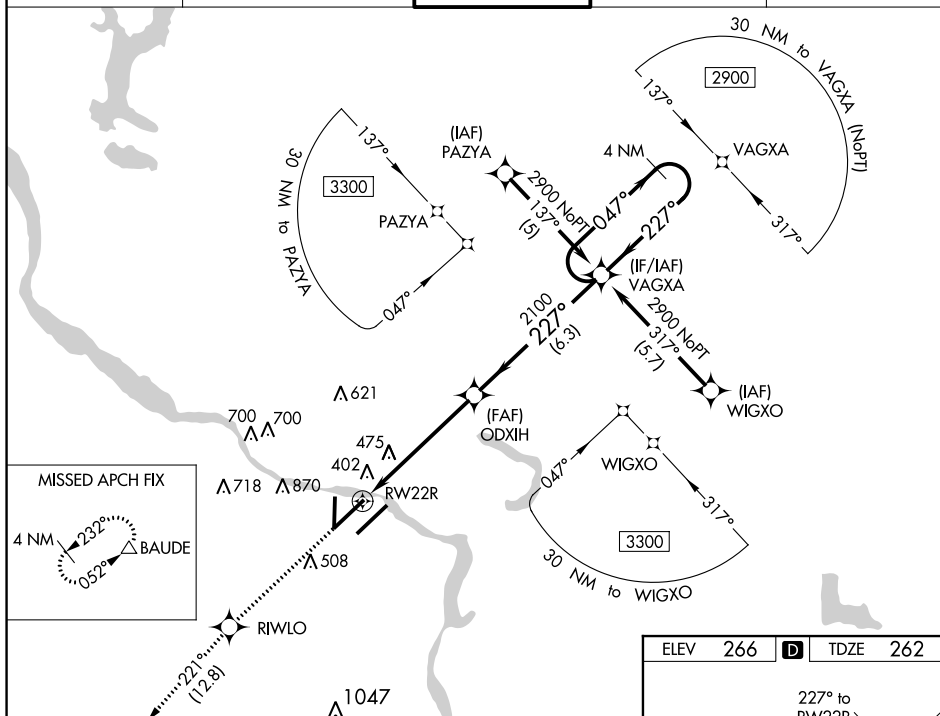 30 NM to VAGXA (NoPT)
2900
137°
VAGXA
317°
(IAF)
PAZYA
4 NM
2900 NoPT
137°
(5)
047°
227°
137°
3300
PAZYA
30 NM to PAZYA
047°
(IF/IAF)
VAGXA
2100
227°
(6.3)
2900 NoPT
317°
(5.7)
(IAF)
WIGXO
621
(FAF)
ODXIH
700
700
475
402
718
870
RW22R
WIGXO
047°
317°
3300
30 NM to WIGXO
MISSED APCH FIX
4 NM
232°
052°
BAUDE
508
RIWLO
221°
(12.8)
1047
ELEV 266 D TDZE 262
227° to
RW22R